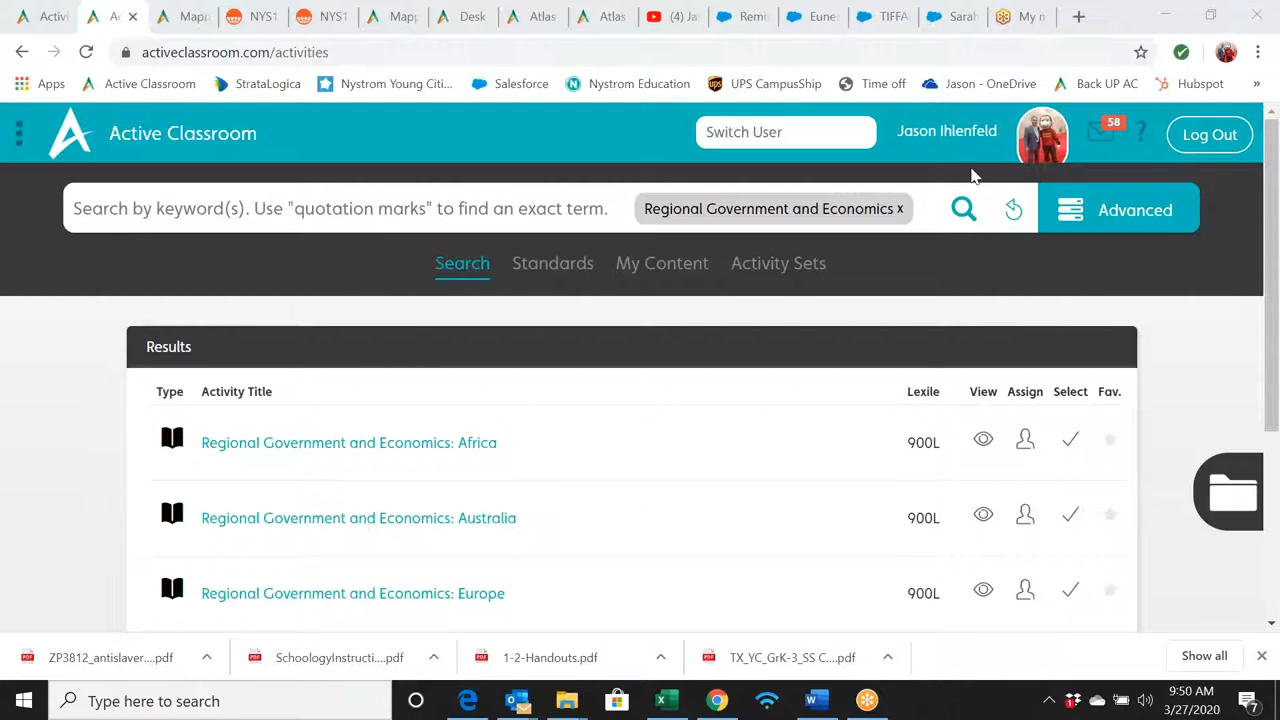 Activi
Ac
Mapp
NYS1
NYS1
Mapp
Desk
Atlas
Atlas
(4) Ja
Remi
Eune
TIFFA
Sarah
My n
activeclassroom.com/activities
Apps
Active Classroom
StrataLogica
Nystrom Young Citi...
Salesforce
Nystrom Education
UPS CampusShip
Time off
Jason - OneDrive
Back UP AC
Hubspot
»
Active Classroom
Switch User
Jason Ihlenfeld
58
?
Log Out
Search by keyword(s). Use "quotation marks" to find an exact term.
Regional Government and Economics x
Advanced
Search
Standards
My Content
Activity Sets
Results
Type
Activity Title
Lexile
View
Assign
Select
Fav.
Regional Government and Economics: Africa
900L
Regional Government and Economics: Australia
900L
Regional Government and Economics: Europe
900L
ZP3812_antislaver....pdf
SchoologyInstructi....pdf
1-2-Handouts.pdf
TX_YC_GrK-3_SS C....pdf
Show all
Type here to search
9:50 AM
3/27/2020
7